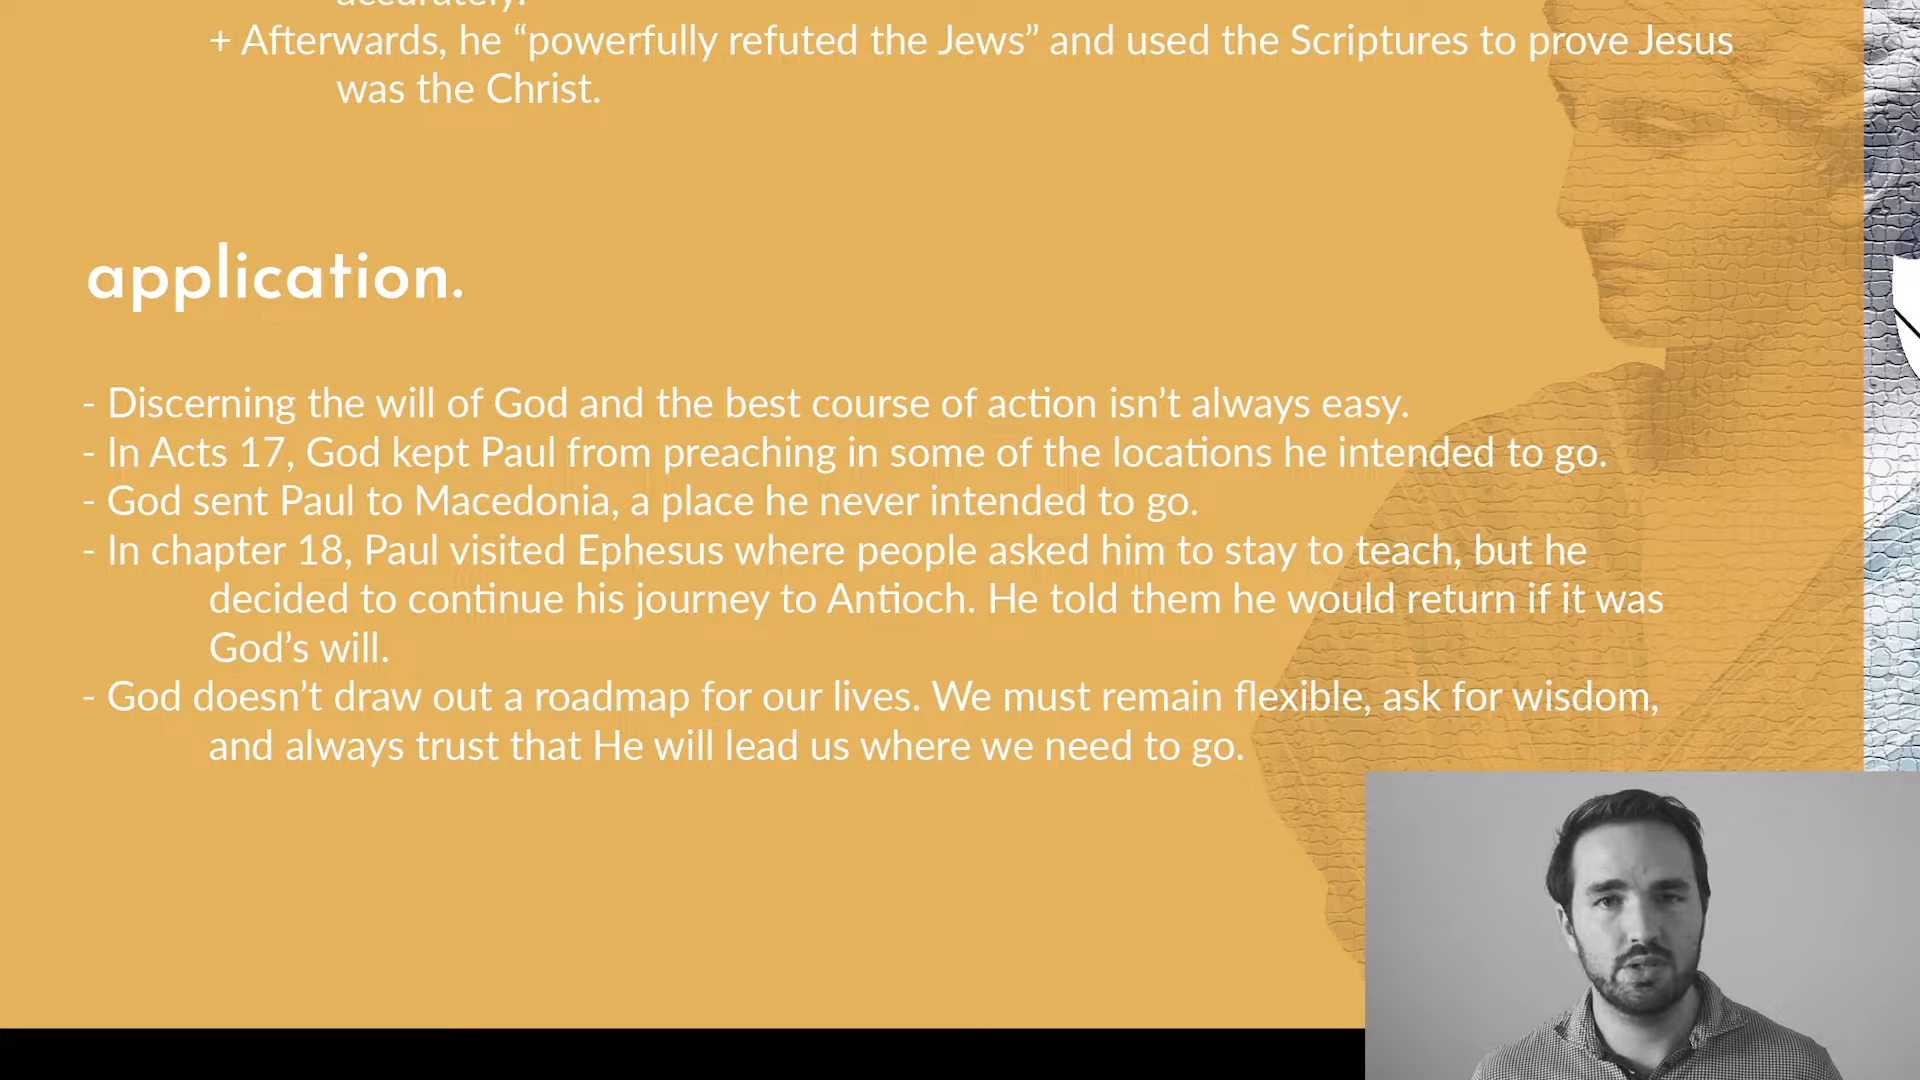 accurately.
+ Afterwards, he “powerfully refuted the Jews” and used the Scriptures to prove Jesus
was the Christ.
application.
- Discerning the will of God and the best course of action isn’t always easy.
- In Acts 17, God kept Paul from preaching in some of the locations he intended to go.
- God sent Paul to Macedonia, a place he never intended to go.
- In chapter 18, Paul visited Ephesus where people asked him to stay to teach, but he
decided to continue his journey to Antioch. He told them he would return if it was
God’s will.
- God doesn’t draw out a roadmap for our lives. We must remain flexible, ask for wisdom,
and always trust that He will lead us where we need to go.